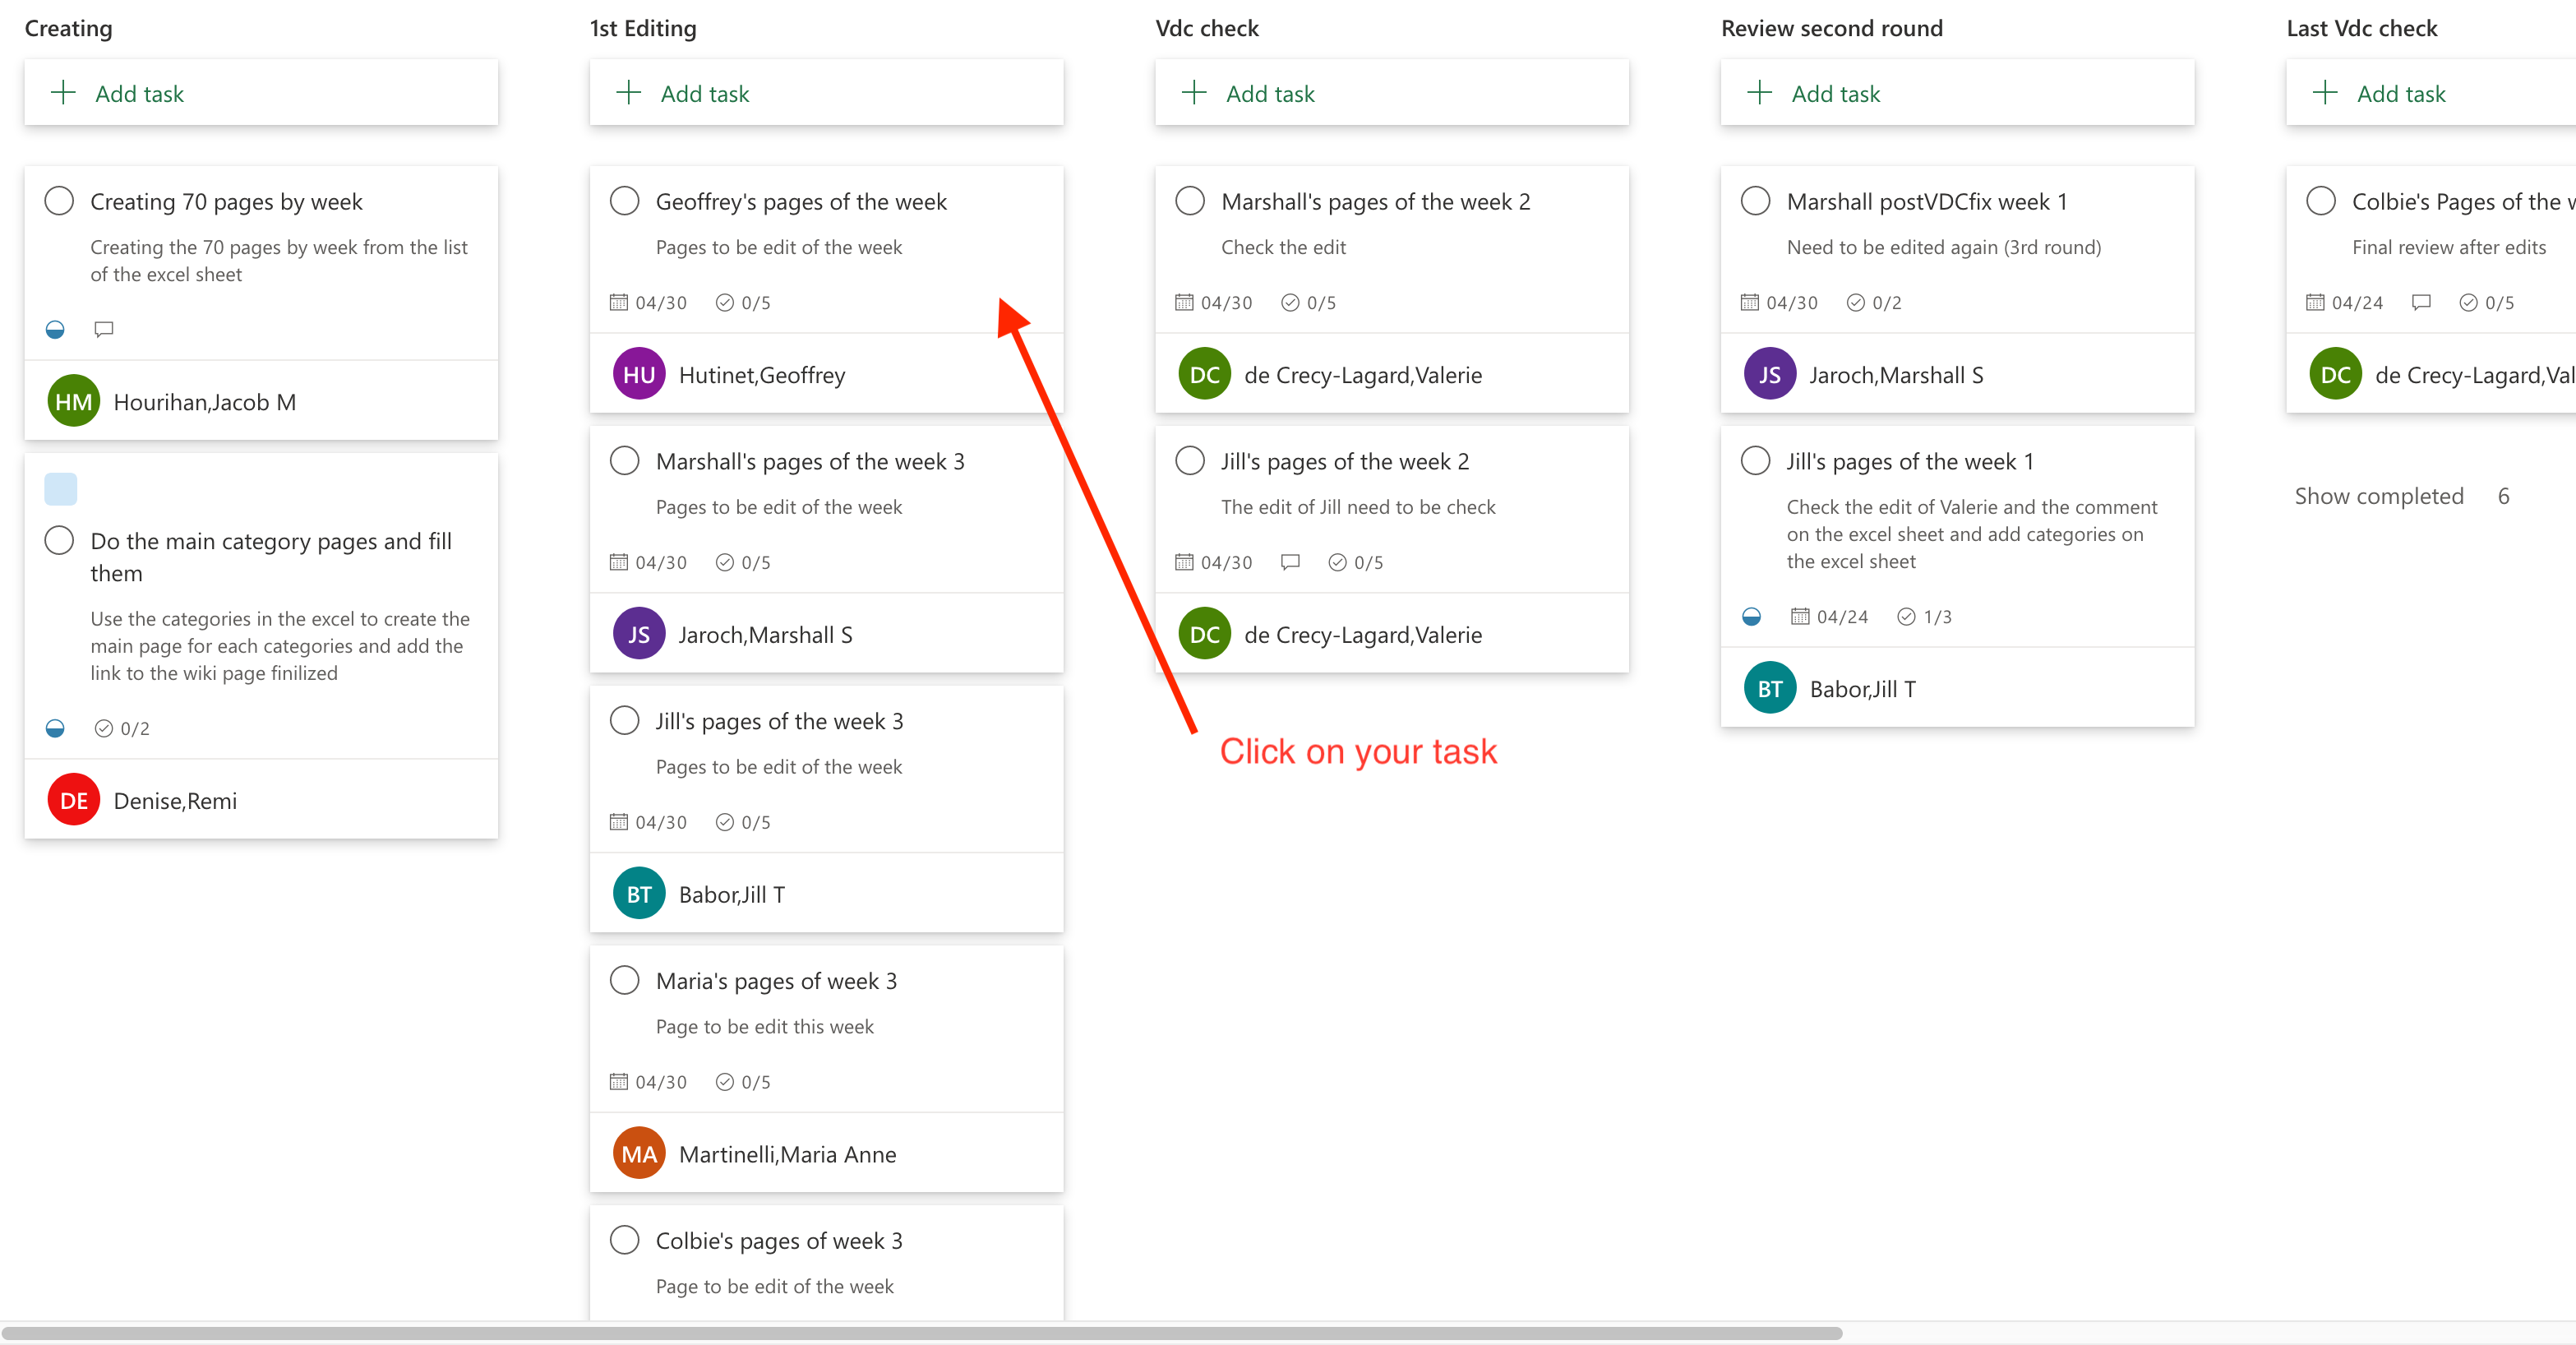 Creating
Add task
Creating 70 pages by week
Creating the 70 pages by week from the list
of the excel sheet
HM Hourihan,Jacob M
Do the main category pages and fill
them
Use the categories in the excel to create the
main page for each categories and add the
link to the wiki page finilized
0/2
DE Denise,Remi
1st Editing
Add task
Geoffrey's pages of the week
Pages to be edit of the week
04/30 0/5
HU Hutinet,Geoffrey
Marshall's pages of the week 3
Pages to be edit of the week
04/30 0/5
JS Jaroch,Marshall S
Jill's pages of the week 3
Pages to be edit of the week
04/30 0/5
BT Babor,Jill T
Maria's pages of week 3
Page to be edit this week
04/30 0/5
MA Martinelli,Maria Anne
Colbie's pages of week 3
Page to be edit of the week
Vdc check
Add task
Marshall's pages of the week 2
Check the edit
04/30 0/5
DC de Crecy-Lagard,Valerie
Jill's pages of the week 2
The edit of Jill need to be check
04/30 0/5
DC de Crecy-Lagard,Valerie
Click on your task
Review second round
Add task
Marshall postVDCfix week 1
Need to be edited again (3rd round)
04/30 0/2
JS Jaroch,Marshall S
Jill's pages of the week 1
Check the edit of Valerie and the comment
on the excel sheet and add categories on
the excel sheet
04/24 1/3
BT Babor,Jill T
Last Vdc check
Add task
Colbie's Pages of the
Final review after edits
04/24 0/5
DC de Crecy-Lagard,Val
Show completed 6